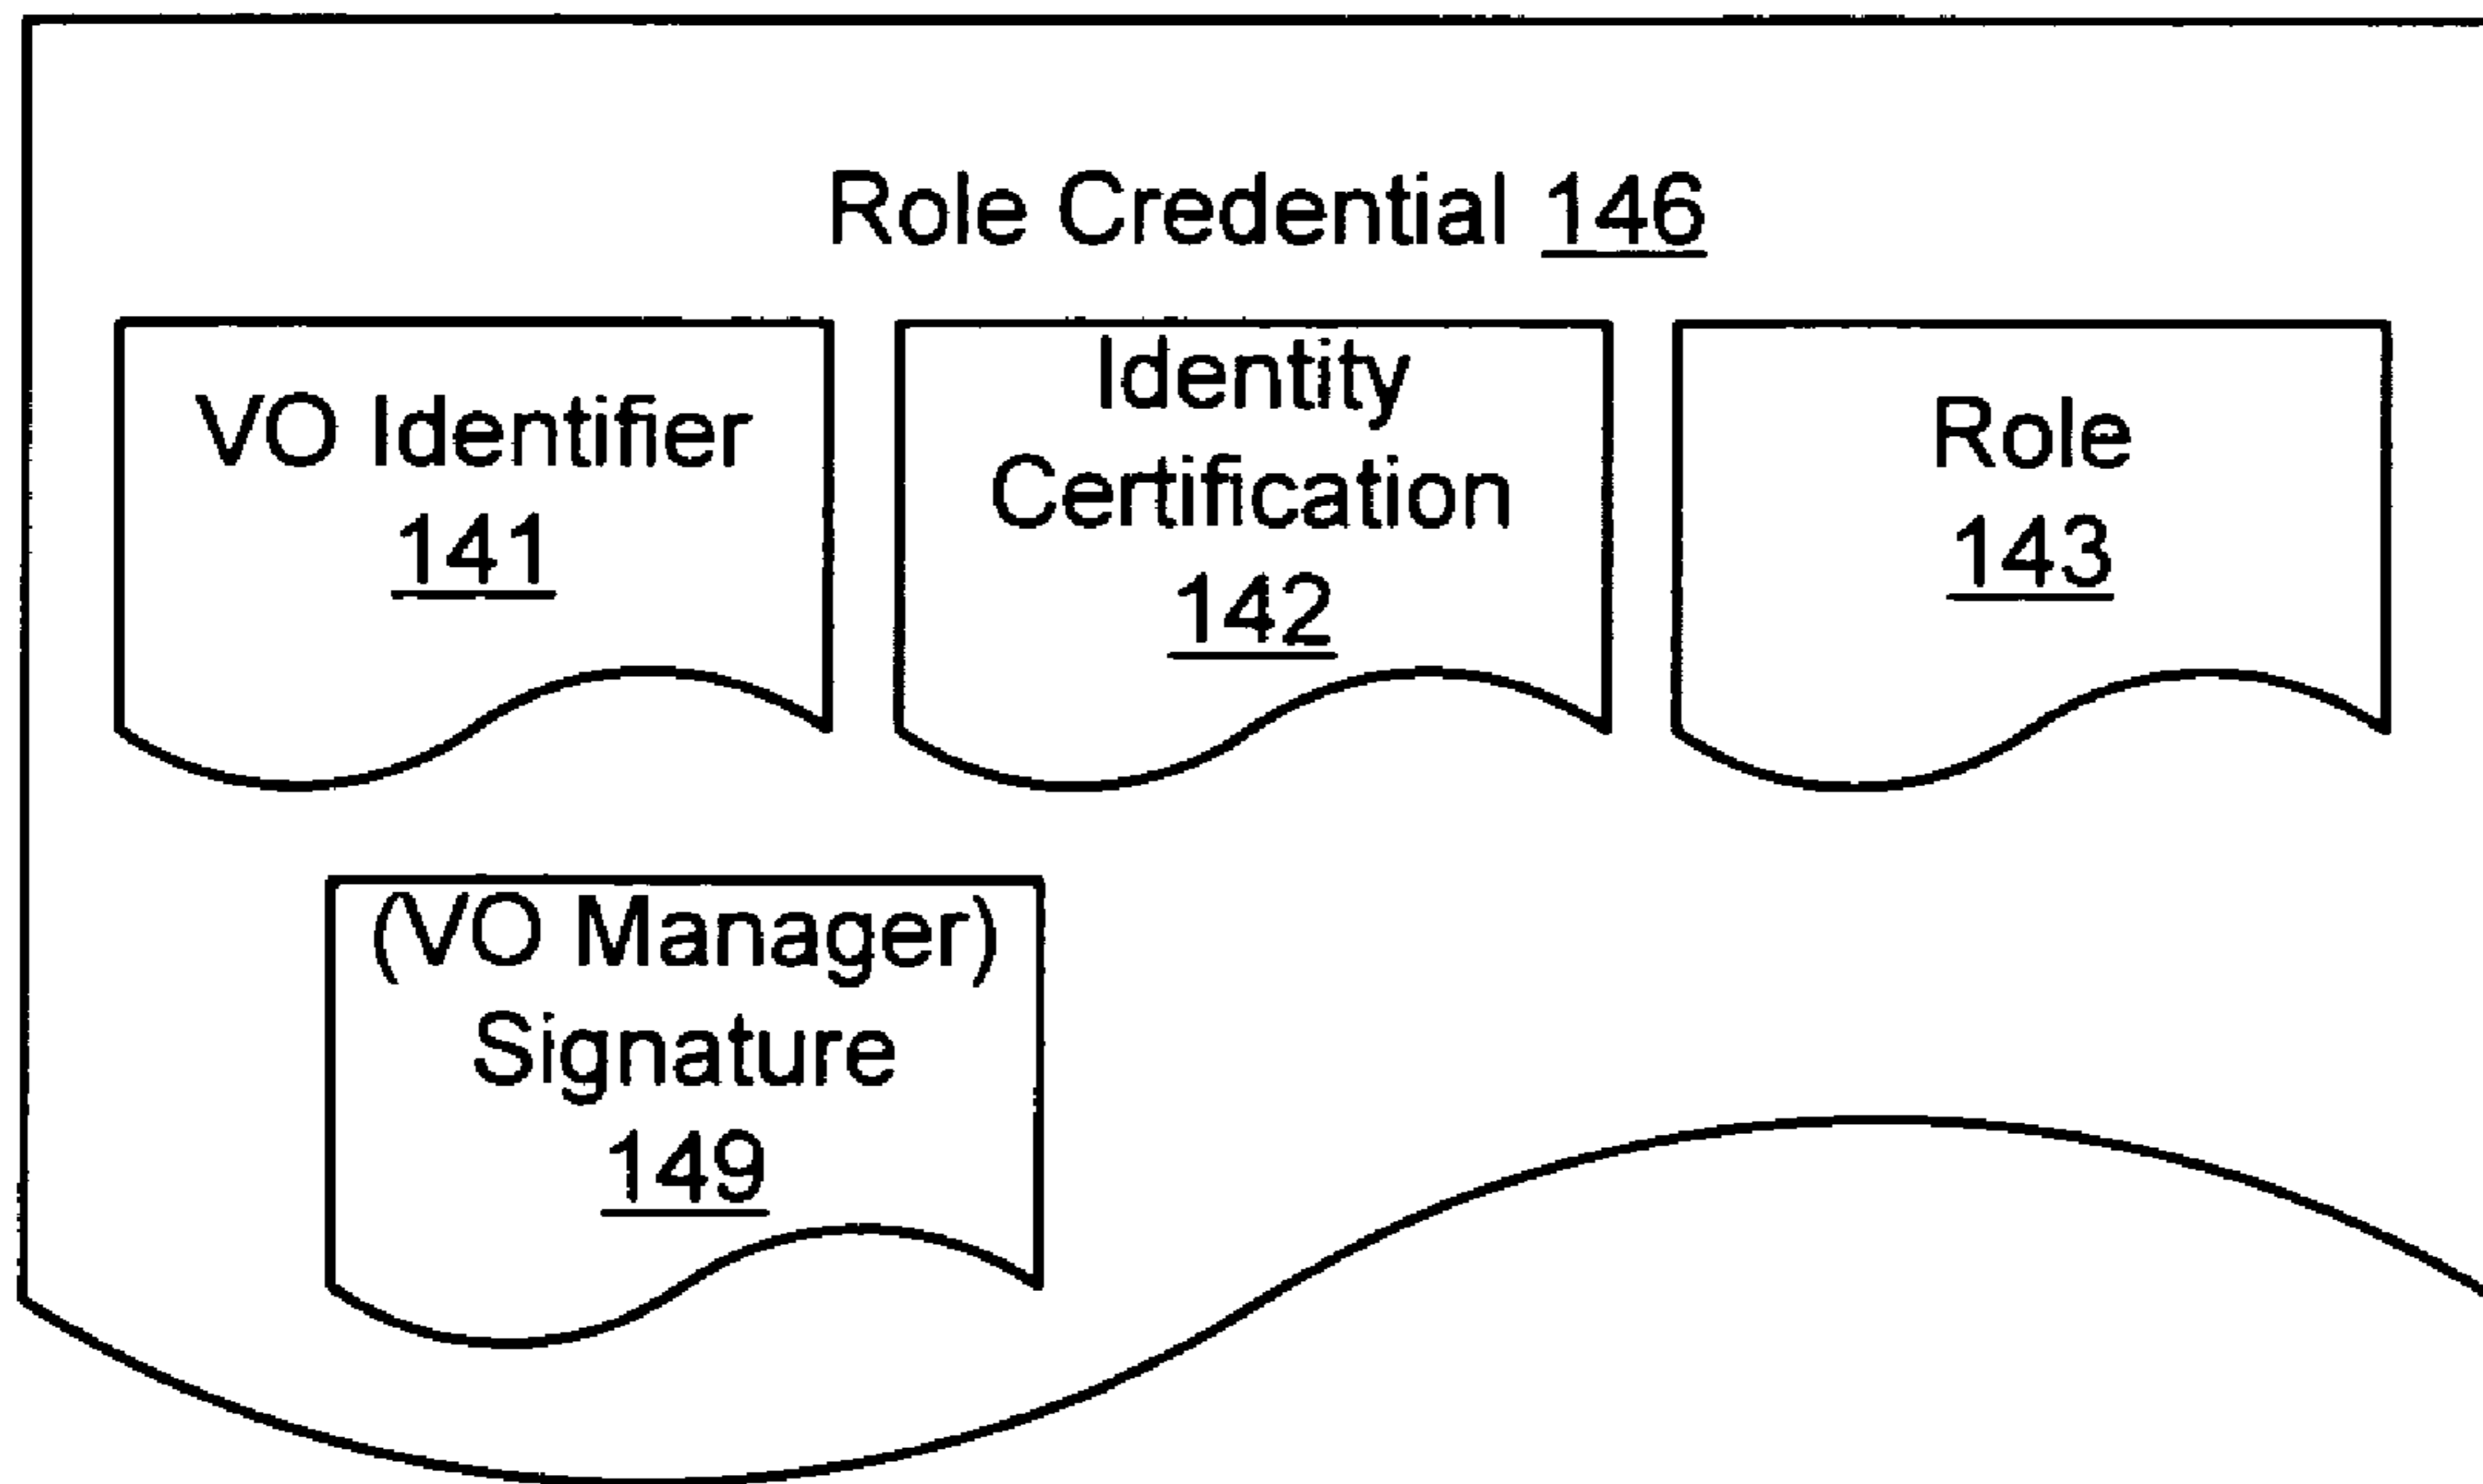 Role Credential 146
VO Identifier
141
Identity
Certification
142
Role
143
(VO Manager)
Signature
149